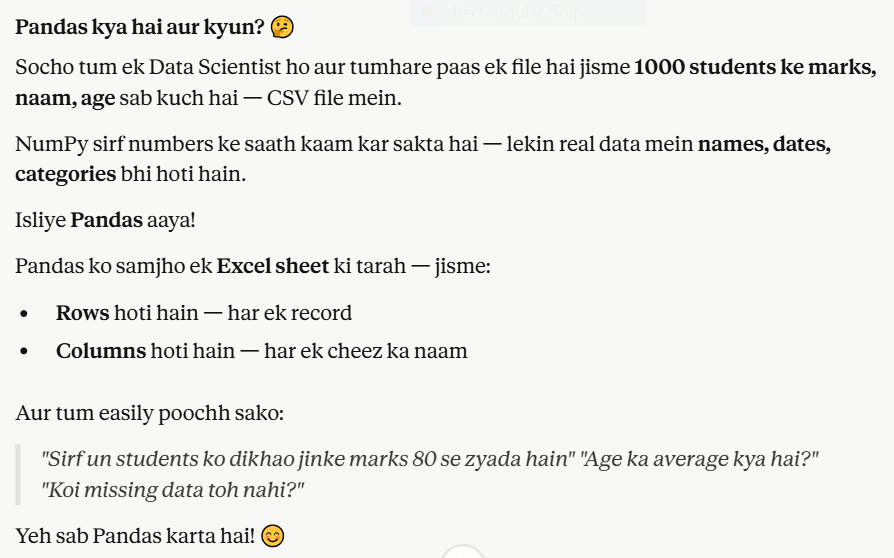 Rectangular Snip
Pandas kya hai aur kyun? 🤔
Socho tum ek Data Scientist ho aur tumhare paas ek file hai jisme 1000 students ke marks,
naam, age sab kuch hai — CSV file mein.
NumPy sirf numbers ke saath kaam kar sakta hai — lekin real data mein names, dates,
categories bhi hoti hain.
Isliye Pandas aaya!
Pandas ko samjho ek Excel sheet ki tarah — jisme:
• Rows hoti hain — har ek record
• Columns hoti hain — har ek cheez ka naam
Aur tum easily poochh sako:
"Sirf un students ko dikhao jinke marks 80 se zyada hain" "Age ka average kya hai?"
"Koi missing data toh nahi?"
Yeh sab Pandas karta hai! 😊